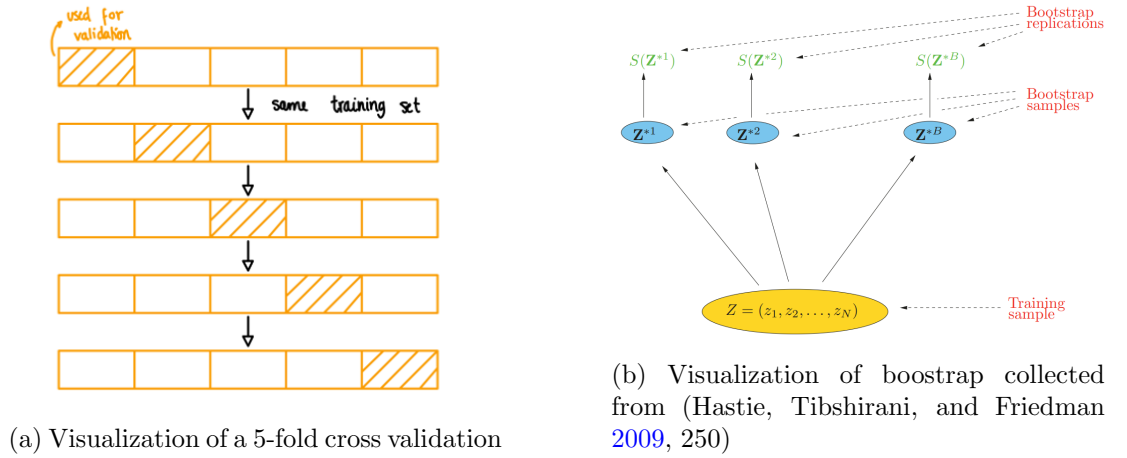 used for
validation
same training set
(a) Visualization of a 5-fold cross validation
Bootstrap
replications
S(Z*1) S(Z*2) S(Z*B)
Bootstrap
samples
Z*1 Z*2 Z*B
Z = (z1, z2, . . . , zN)
Training
sample
(b) Visualization of boostrap collected
from (Hastie, Tibshirani, and Friedman
2009, 250)